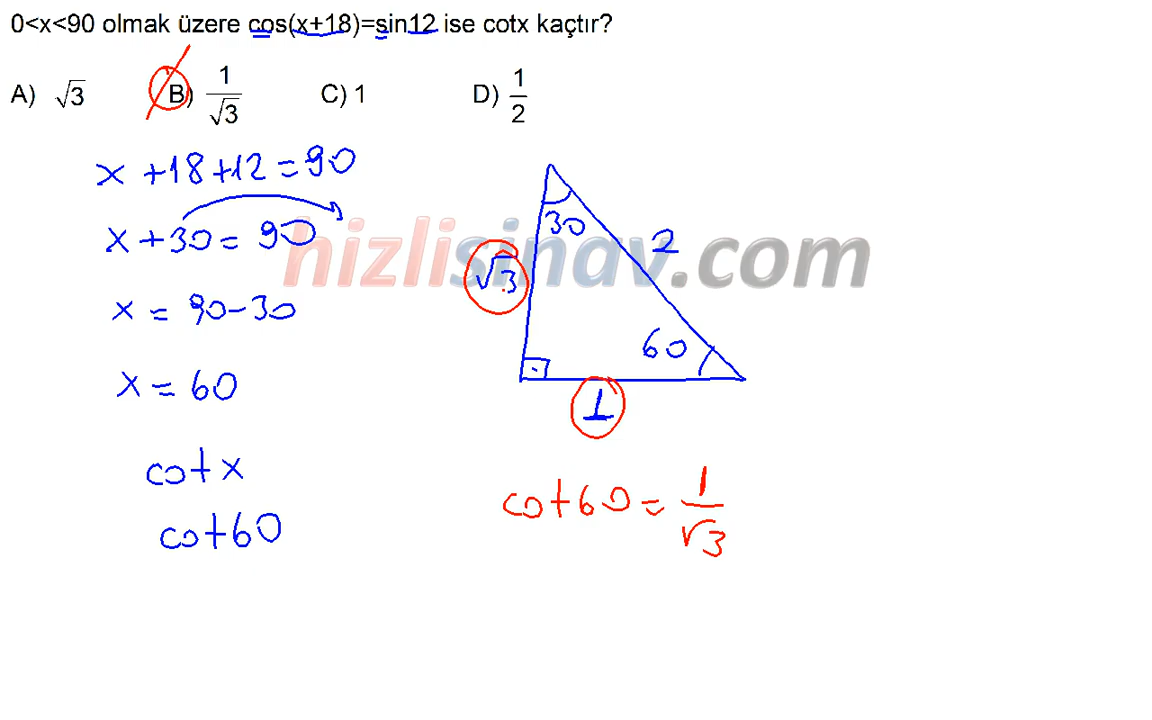 0<x<90 olmak üzere cos(x+18)=sin12 ise cotx kaçtır?
A) √3 B) 1/√3 C) 1 D) 1/2
x +18+12=90
x+30=90
x = 90-30
x=60
cotx
cot60
30
2
√3
60
1
cot60=1/√3
hizlisinav.com